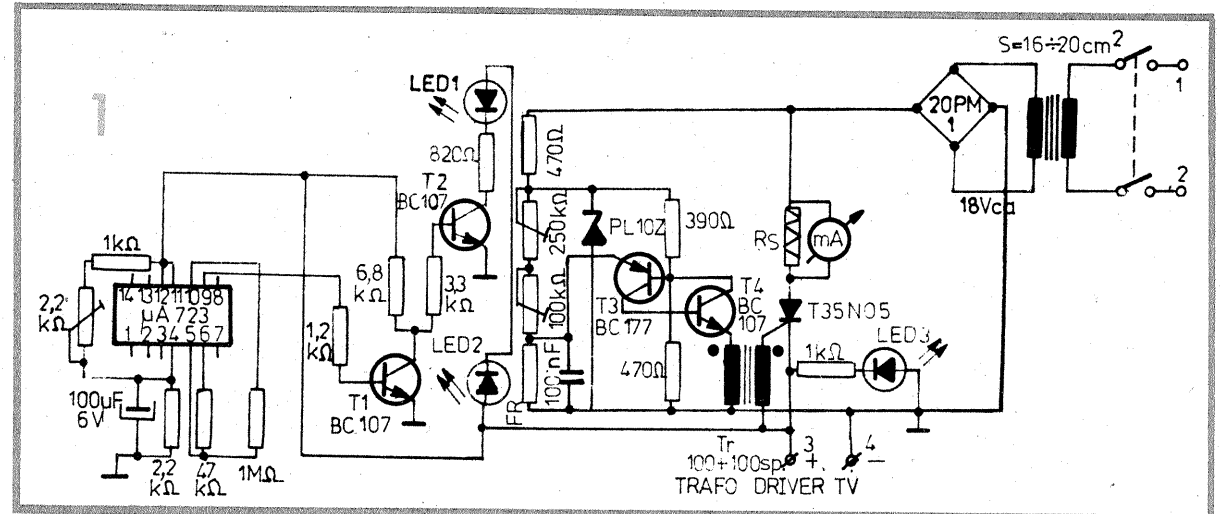 1
LED1
820Ω
T2
BC107
470Ω
250kΩ
100kΩ
FR
100nF
PL10Z
390Ω
T3
BC177
T4
BC
107
470Ω
20PM
1
S=16÷20cm²
1
2
18Vca
RS
mA
T35N05
1kΩ
LED3
1kΩ
2,2
kΩ
14 13 12 11 10 9 8
µA 723
1 2 3 4 5 6 7
100µF
6V
2,2
kΩ
47
kΩ
1MΩ
1,2
kΩ
T1
BC 107
6,8
kΩ
3,3
kΩ
LED2
Tr
100+100sp.
TRAFO DRIVER TV
3
+
4
−